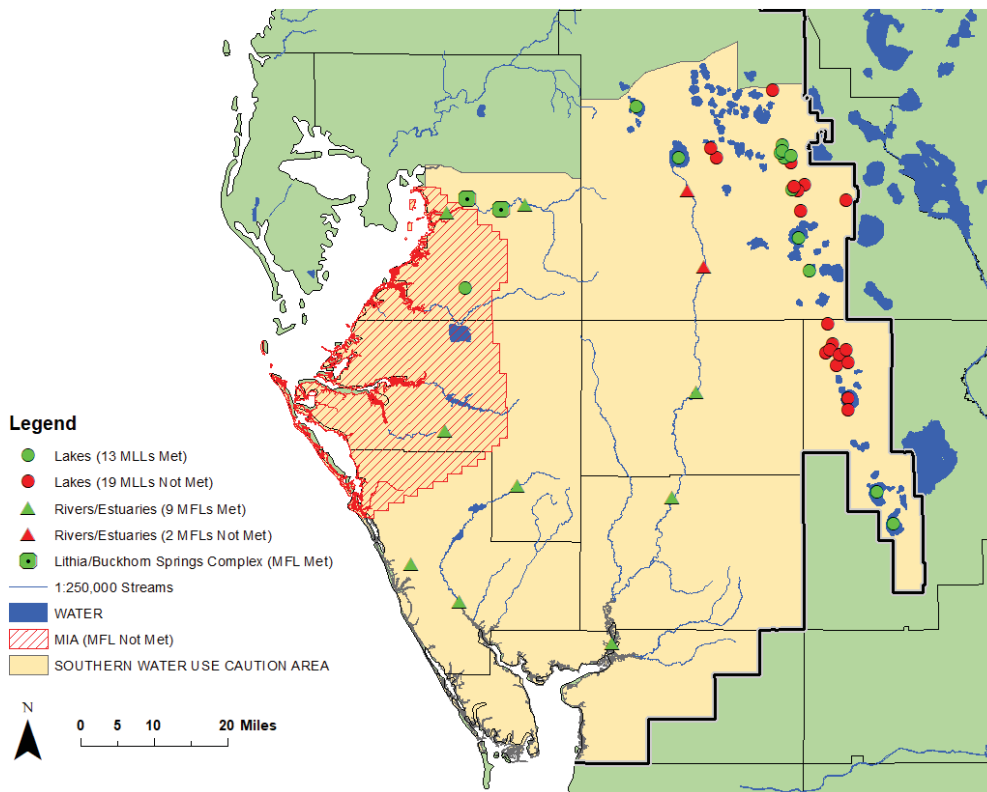 Legend
Lakes (13 MLLs Met)
Lakes (19 MLLs Not Met)
Rivers/Estuaries (9 MFLs Met)
Rivers/Estuaries (2 MFLs Not Met)
Lithia/Buckhorn Springs Complex (MFL Met)
1:250,000 Streams
WATER
MIA (MFL Not Met)
SOUTHERN WATER USE CAUTION AREA
N
0 5 10 20 Miles